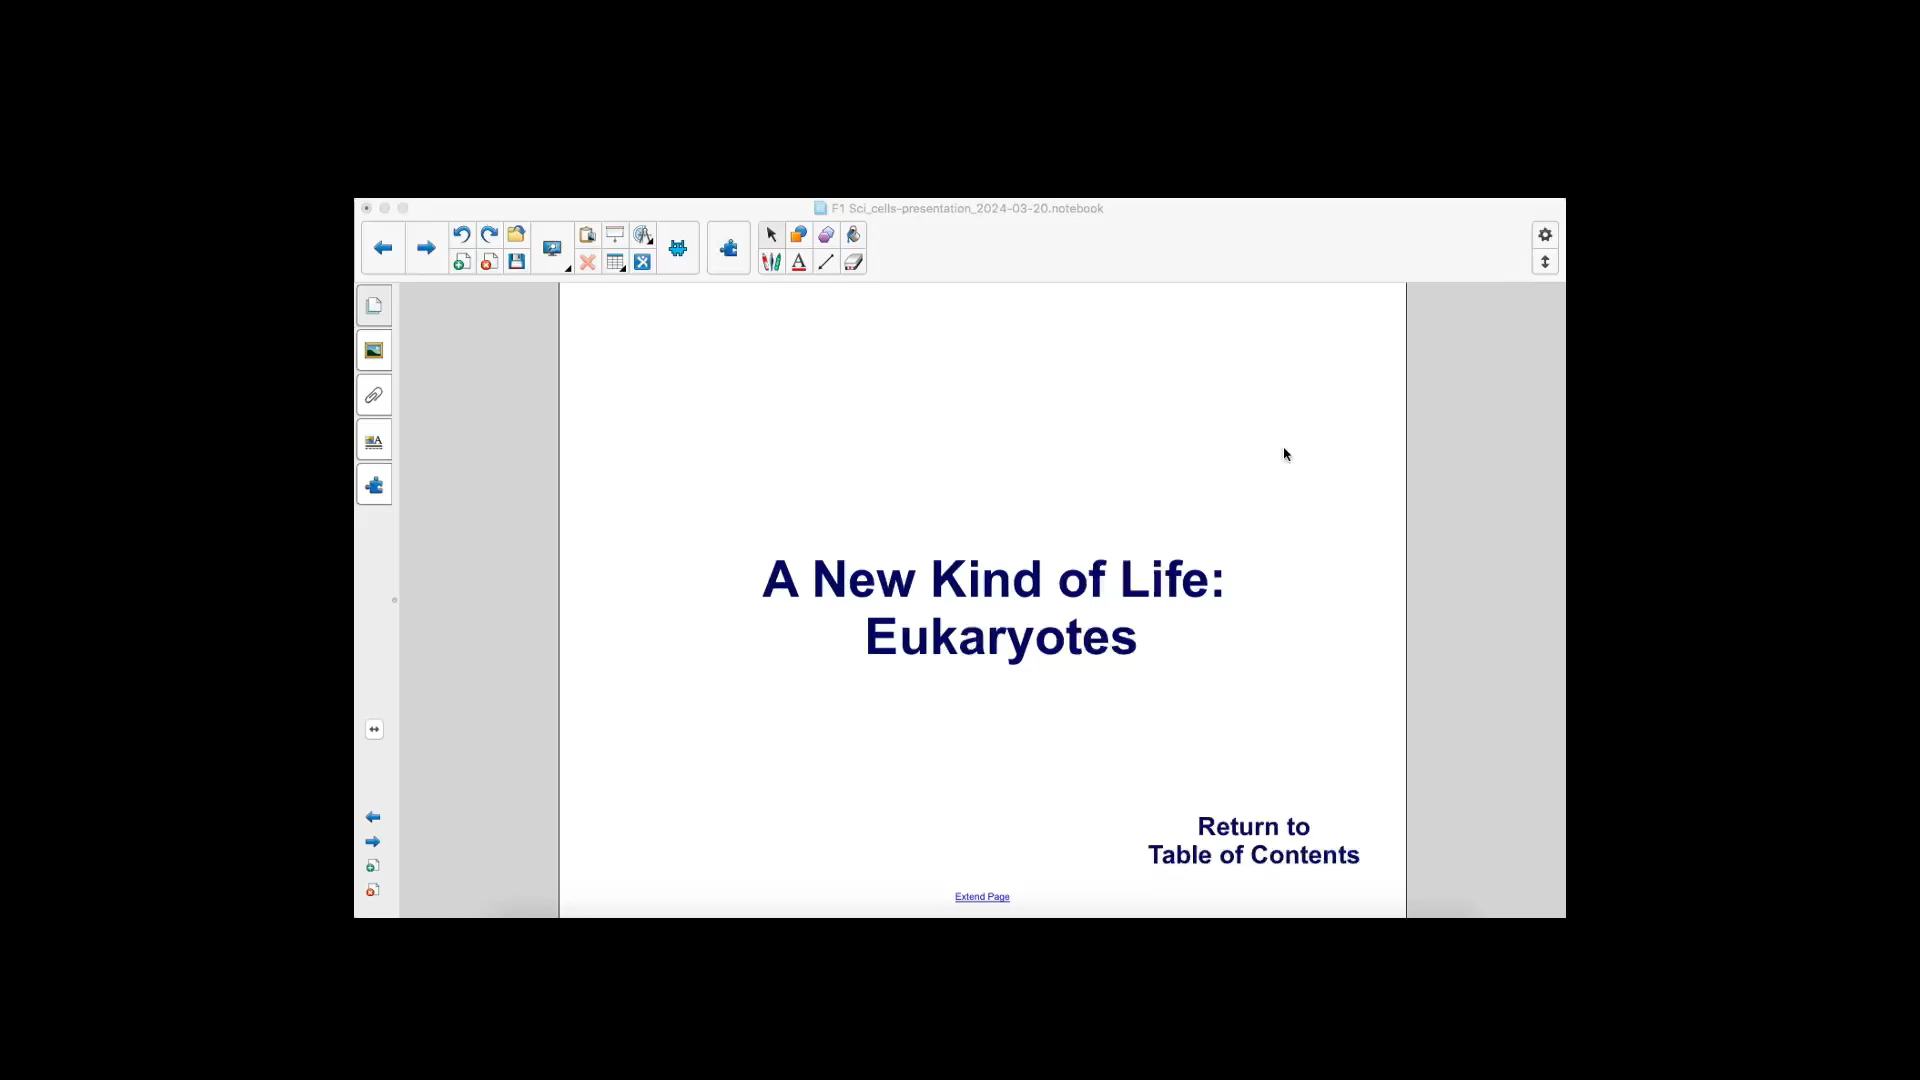 F1 Sci_cells-presentation_2024-03-20.notebook
A New Kind of Life:
Eukaryotes
Return to
Table of Contents
Extend Page